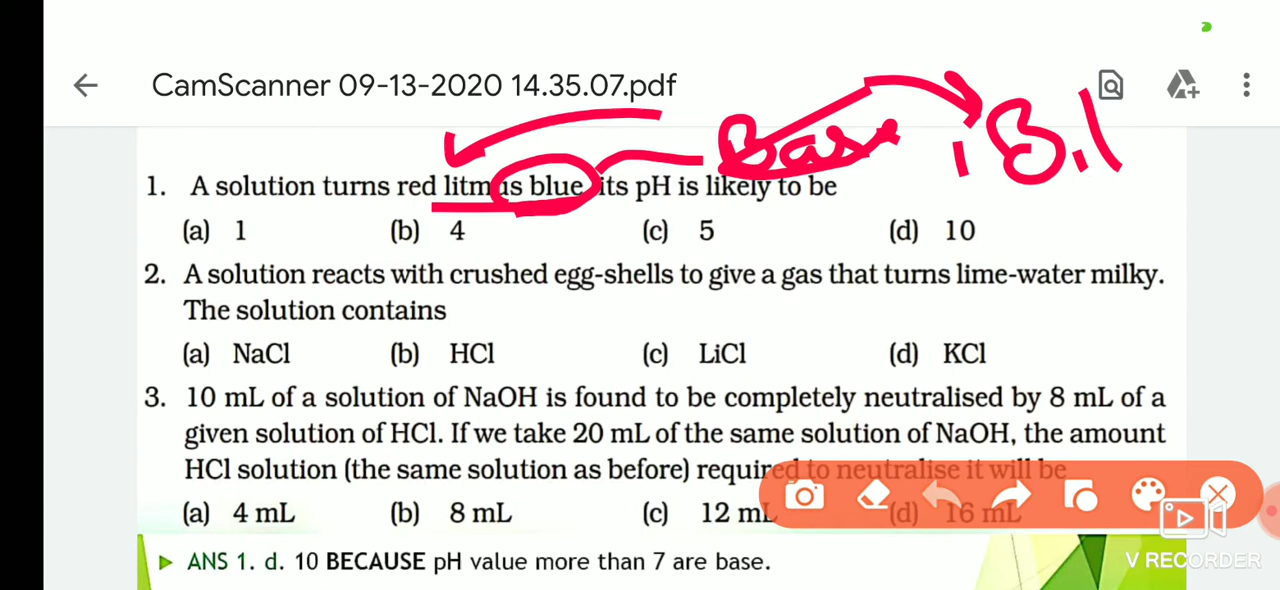 CamScanner 09-13-2020 14.35.07.pdf
Base 8.1
1. A solution turns red litmus blue, its pH is likely to be
(a) 1 (b) 4 (c) 5 (d) 10
2. A solution reacts with crushed egg-shells to give a gas that turns lime-water milky.
The solution contains
(a) NaCl (b) HCl (c) LiCl (d) KCl
3. 10 mL of a solution of NaOH is found to be completely neutralised by 8 mL of a
given solution of HCl. If we take 20 mL of the same solution of NaOH, the amount
HCl solution (the same solution as before) required to neutralise it will be
(a) 4 mL (b) 8 mL (c) 12 mL (d) 16 mL
ANS 1. d. 10 BECAUSE pH value more than 7 are base.
V RECORDER